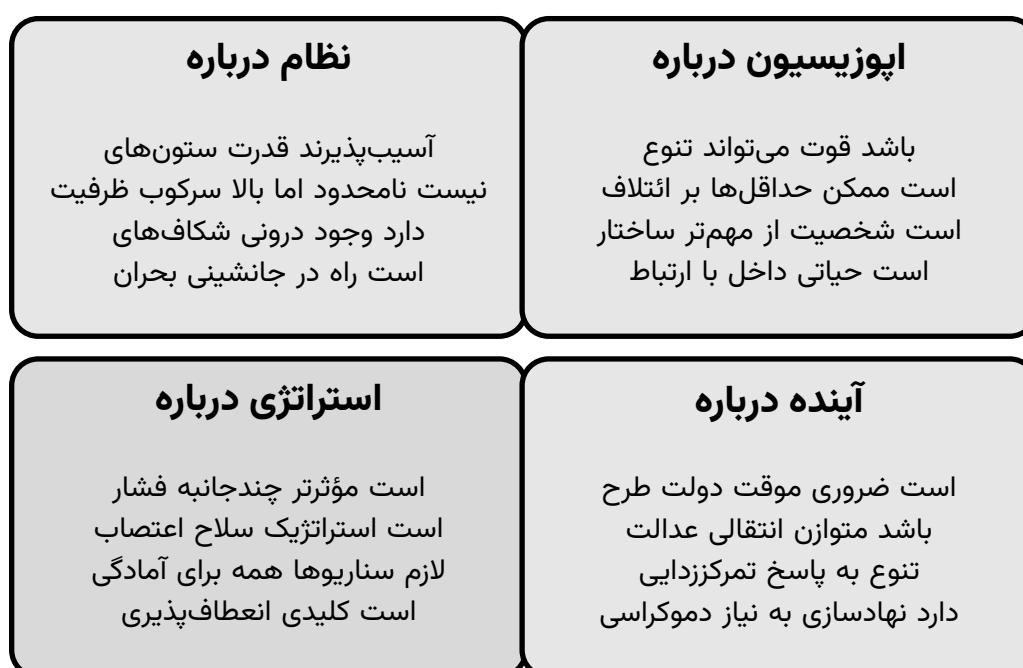 اپوزیسیون درباره
باشد قوت می‌تواند تنوع
است ممکن حداقل‌ها بر ائتلاف
است شخصیت از مهم‌تر ساختار
است حیاتی داخل با ارتباط
نظام درباره
آسیب‌پذیرند قدرت ستون‌های
نیست نامحدود اما بالا سرکوب ظرفیت
دارد وجود درونی شکاف‌های
است راه در جانشینی بحران
آینده درباره
است ضروری موقت دولت طرح
باشد متوازن انتقالی عدالت
تنوع به پاسخ تمرکززدایی
دارد نهادسازی به نیاز دموکراسی
استراتژی درباره
است مؤثرتر چندجانبه فشار
است استراتژیک سلاح اعتصاب
لازم سناریوها همه برای آمادگی
است کلیدی انعطاف‌پذیری